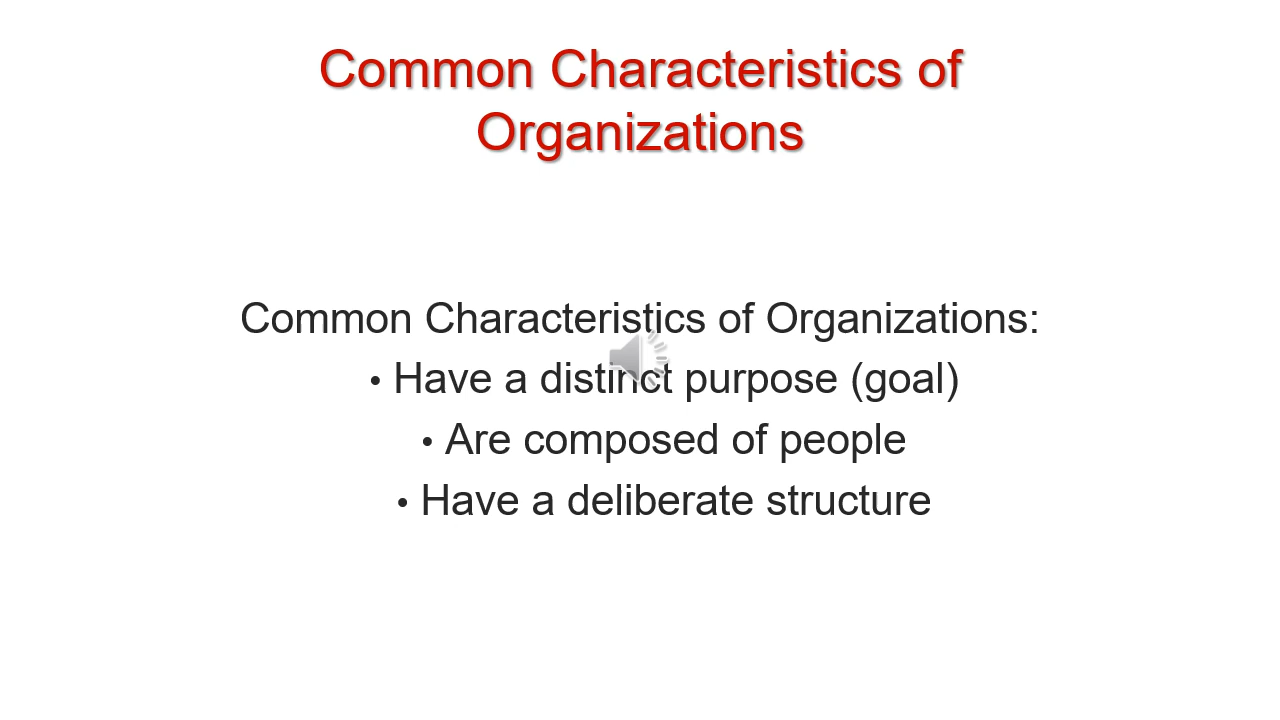 Common Characteristics of
Organizations
Common Characteristics of Organizations:
• Have a distinct purpose (goal)
• Are composed of people
• Have a deliberate structure